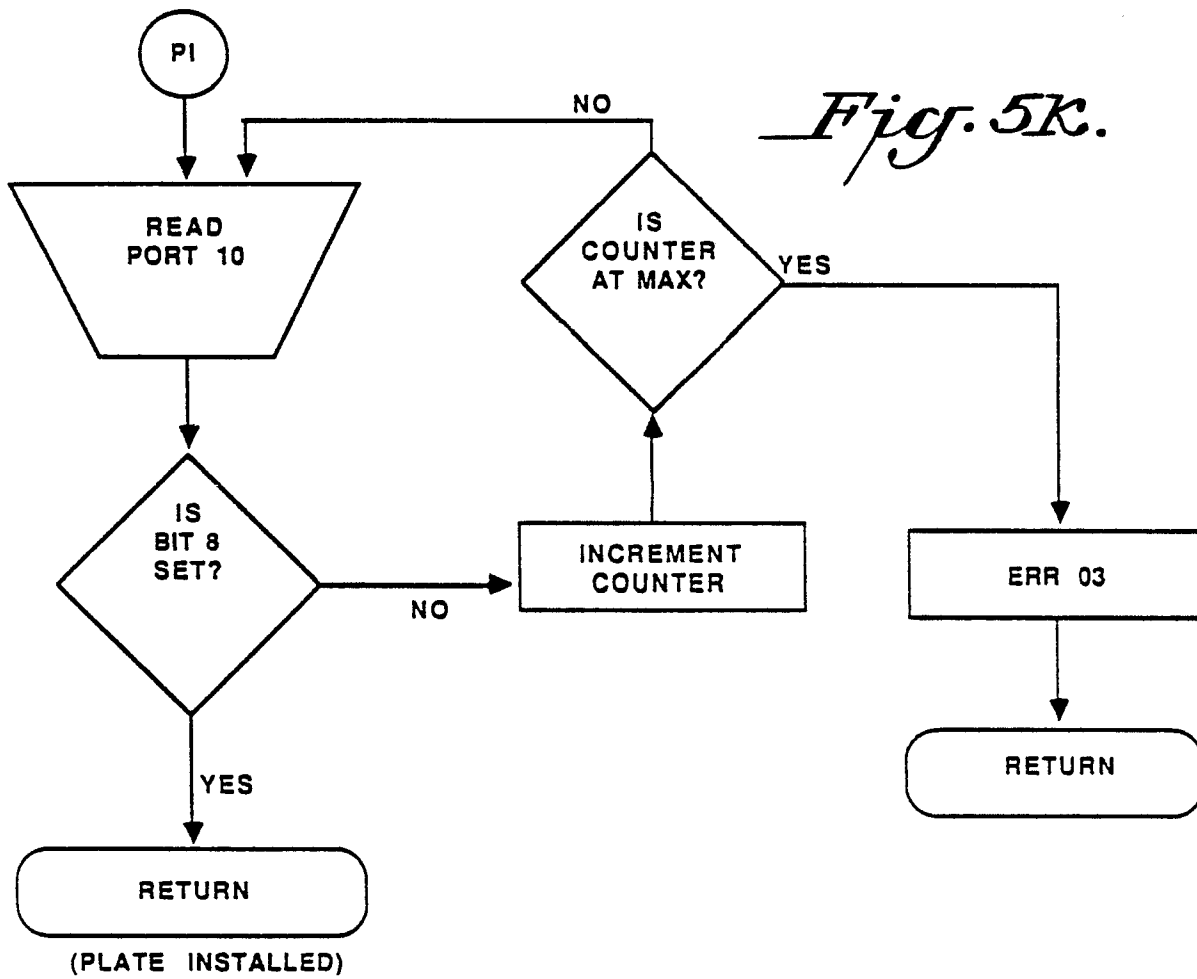 PI
NO
Fig. 5K.
READ
PORT 10
IS
COUNTER
AT MAX?
YES
IS
BIT 8
SET?
NO
INCREMENT
COUNTER
ERR 03
YES
RETURN
RETURN
(PLATE INSTALLED)